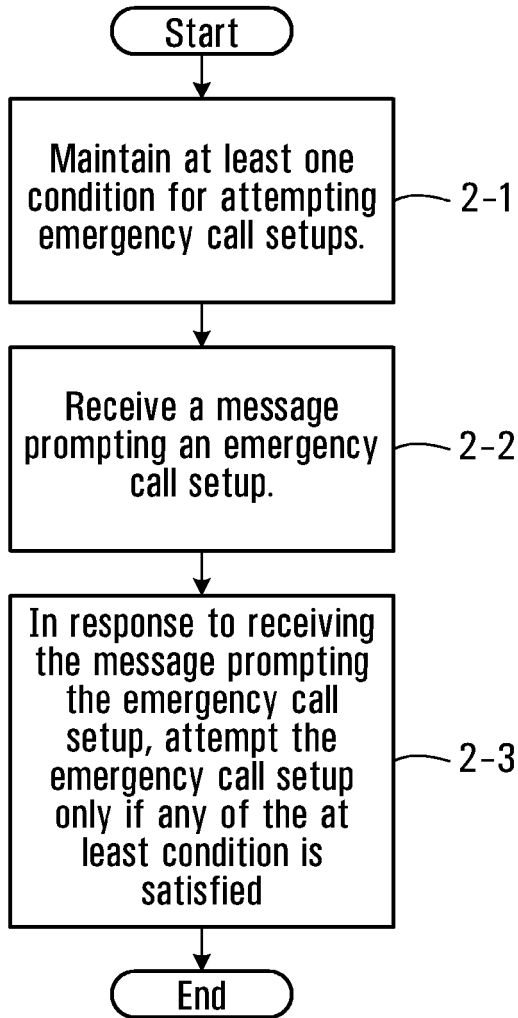 Start
Maintain at least one
condition for attempting
emergency call setups.
2-1
Receive a message
prompting an emergency
call setup.
2-2
In response to receiving
the message prompting
the emergency call
setup, attempt the
emergency call setup
only if any of the at
least condition is
satisfied
2-3
End